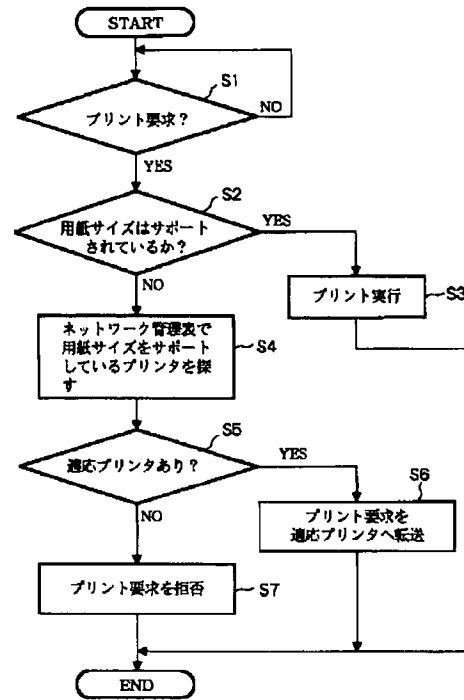 START
S1
プリント要求？
NO
YES
S2
用紙サイズはサポート
されているか？
YES
NO
プリント実行
S3
ネットワーク管理表で
用紙サイズをサポート
しているプリンタを探
す
S4
S5
適応プリンタあり？
YES
NO
S6
プリント要求を
適応プリンタへ転送
プリント要求を拒否
S7
END